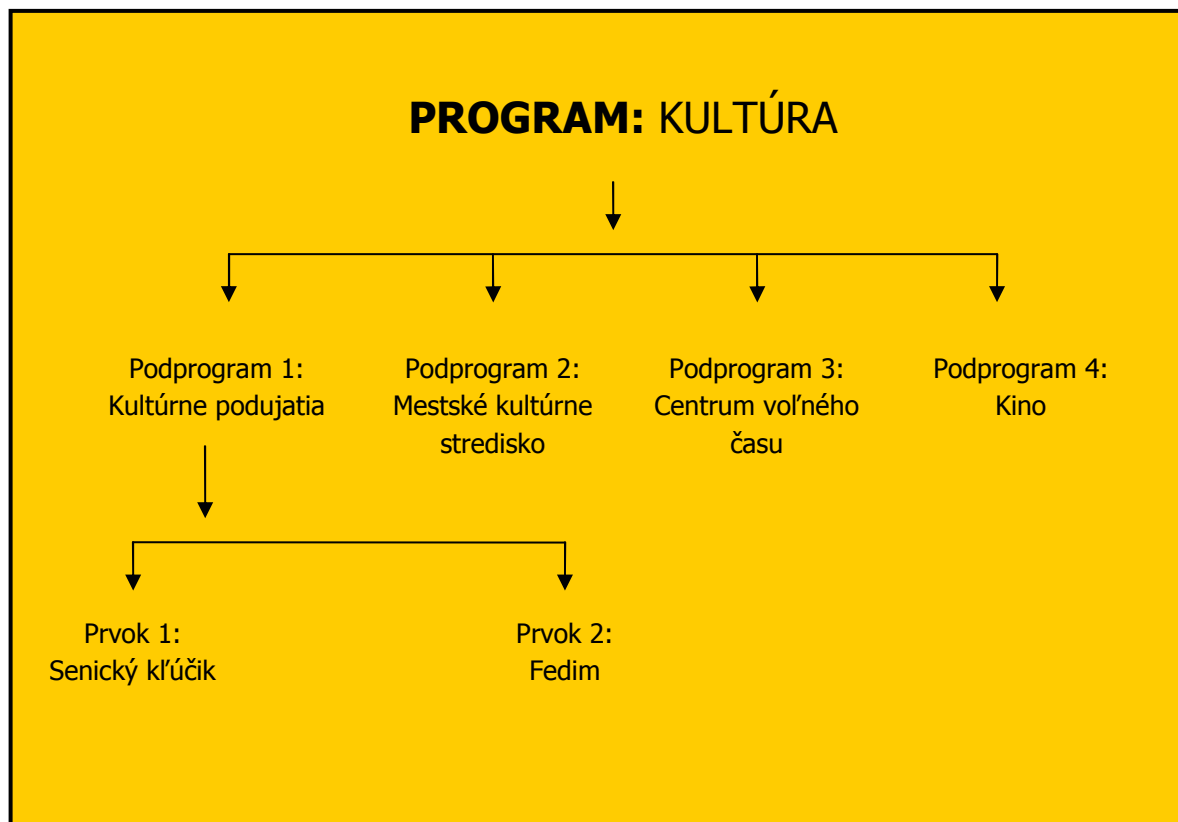 PROGRAM: KULTÚRA
Podprogram 1:
Kultúrne podujatia
Podprogram 2:
Mestské kultúrne
stredisko
Podprogram 3:
Centrum voľného
času
Podprogram 4:
Kino
Prvok 1:
Senický kľúčik
Prvok 2:
Fedim